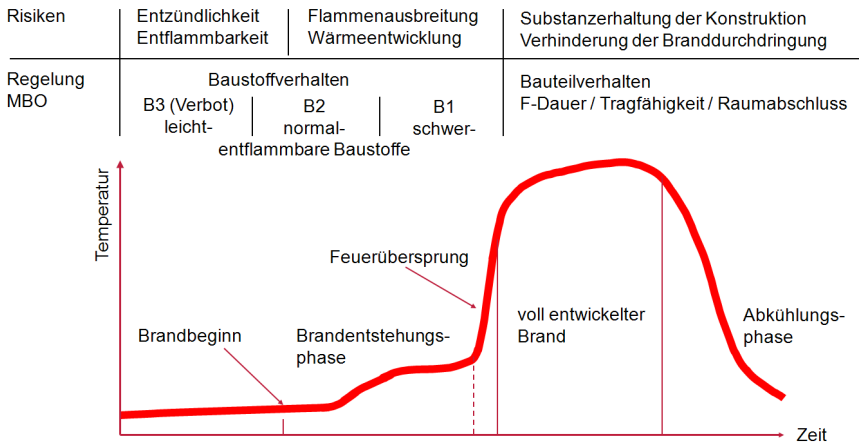 Risiken
Entzündlichkeit
Entflammbarkeit
Flammenausbreitung
Wärmeentwicklung
Substanzerhaltung der Konstruktion
Verhinderung der Branddurchdringung
Regelung
MBO
Baustoffverhalten
B3 (Verbot)
leicht-
B2
normal-
B1
schwer-
entflammbare Baustoffe
Bauteilverhalten
F-Dauer / Tragfähigkeit / Raumabschluss
Temperatur
Feuerübersprung
Brandbeginn
Brandentstehungs-
phase
voll entwickelter
Brand
Abkühlungs-
phase
Zeit